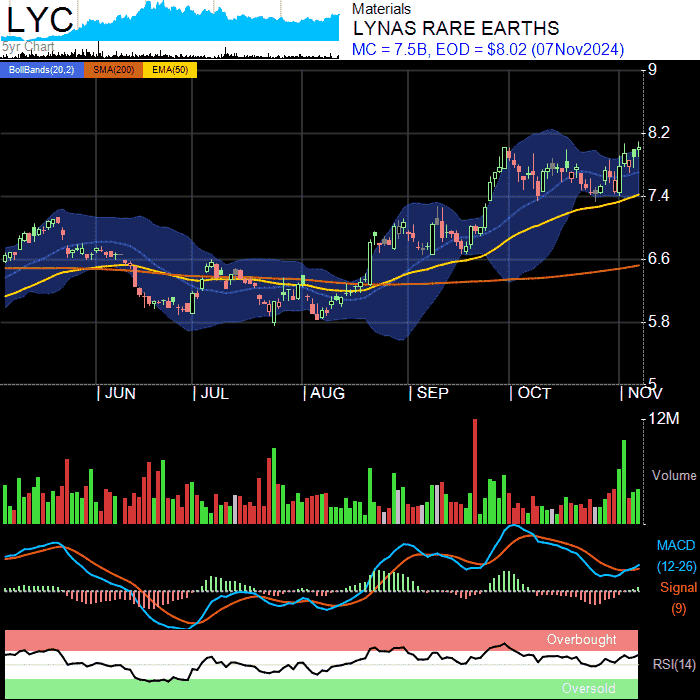 LYC
5yr Chart
Materials
LYNAS RARE EARTHS
MC = 7.5B, EOD = $8.02 (07Nov2024)
BollBands(20,2) SMA(200) EMA(50)
9
8.2
7.4
6.6
5.8
5
| JUN | JUL | AUG | SEP | OCT | NOV
12M
Volume
MACD
(12-26)
Signal
(9)
Overbought
RSI(14)
Oversold